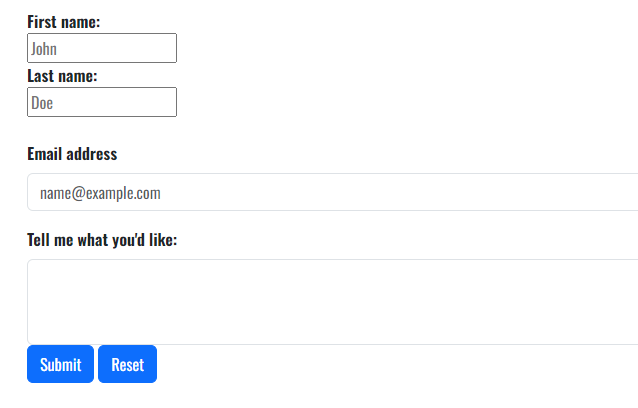 First name:
John
Last name:
Doe
Email address
name@example.com
Tell me what you'd like:
Submit Reset